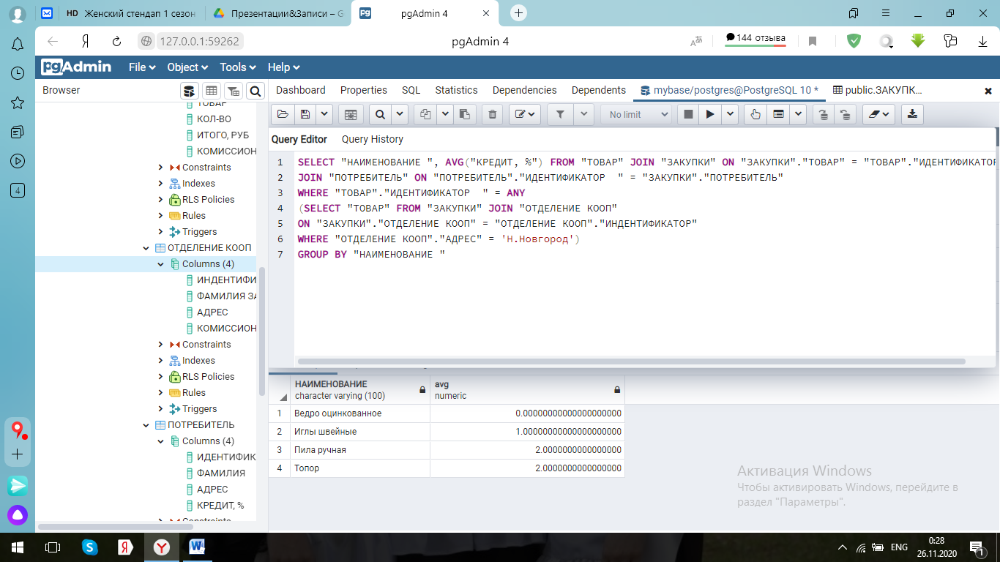 HD Женский стендап 1 сезон
Презентации&Записи – G
pgAdmin 4
Я
127.0.0.1:59262
pgAdmin 4
144 отзыва
pgAdmin File Object Tools Help
Browser
Dashboard Properties SQL Statistics Dependencies Dependents mybase/postgres@PostgreSQL 10 * public.ЗАКУПК...
No limit
Query Editor Query History
1 SELECT "НАИМЕНОВАНИЕ ", AVG("КРЕДИТ, %") FROM "ТОВАР" JOIN "ЗАКУПКИ" ON "ЗАКУПКИ"."ТОВАР" = "ТОВАР"."ИДЕНТИФИКАТОР
2 JOIN "ПОТРЕБИТЕЛЬ" ON "ПОТРЕБИТЕЛЬ"."ИДЕНТИФИКАТОР  " = "ЗАКУПКИ"."ПОТРЕБИТЕЛЬ"
3 WHERE "ТОВАР"."ИДЕНТИФИКАТОР  " = ANY
4 (SELECT "ТОВАР" FROM "ЗАКУПКИ" JOIN "ОТДЕЛЕНИЕ КООП"
5 ON "ЗАКУПКИ"."ОТДЕЛЕНИЕ КООП" = "ОТДЕЛЕНИЕ КООП"."ИНДЕНТИФИКАТОР"
6 WHERE "ОТДЕЛЕНИЕ КООП"."АДРЕС" = 'Н.Новгород')
7 GROUP BY "НАИМЕНОВАНИЕ "
ТОВАР
КОЛ-ВО
ИТОГО, РУБ
КОМИССИОН
Constraints
Indexes
RLS Policies
Rules
Triggers
ОТДЕЛЕНИЕ КООП
Columns (4)
ИНДЕНТИФИ
ФАМИЛИЯ ЗА
АДРЕС
КОМИССИОН
Constraints
Indexes
RLS Policies
Rules
Triggers
ПОТРЕБИТЕЛЬ
Columns (4)
ИДЕНТИФИК
ФАМИЛИЯ
АДРЕС
КРЕДИТ, %
Constraints
НАИМЕНОВАНИЕ avg
character varying (100) numeric
1 Ведро оцинкованное 0.00000000000000000000
2 Иглы швейные 1.00000000000000000000
3 Пила ручная 2.0000000000000000
4 Топор 2.0000000000000000
Активация Windows
Чтобы активировать Windows, перейдите в
раздел "Параметры".
4
ENG
0:28
26.11.2020
1